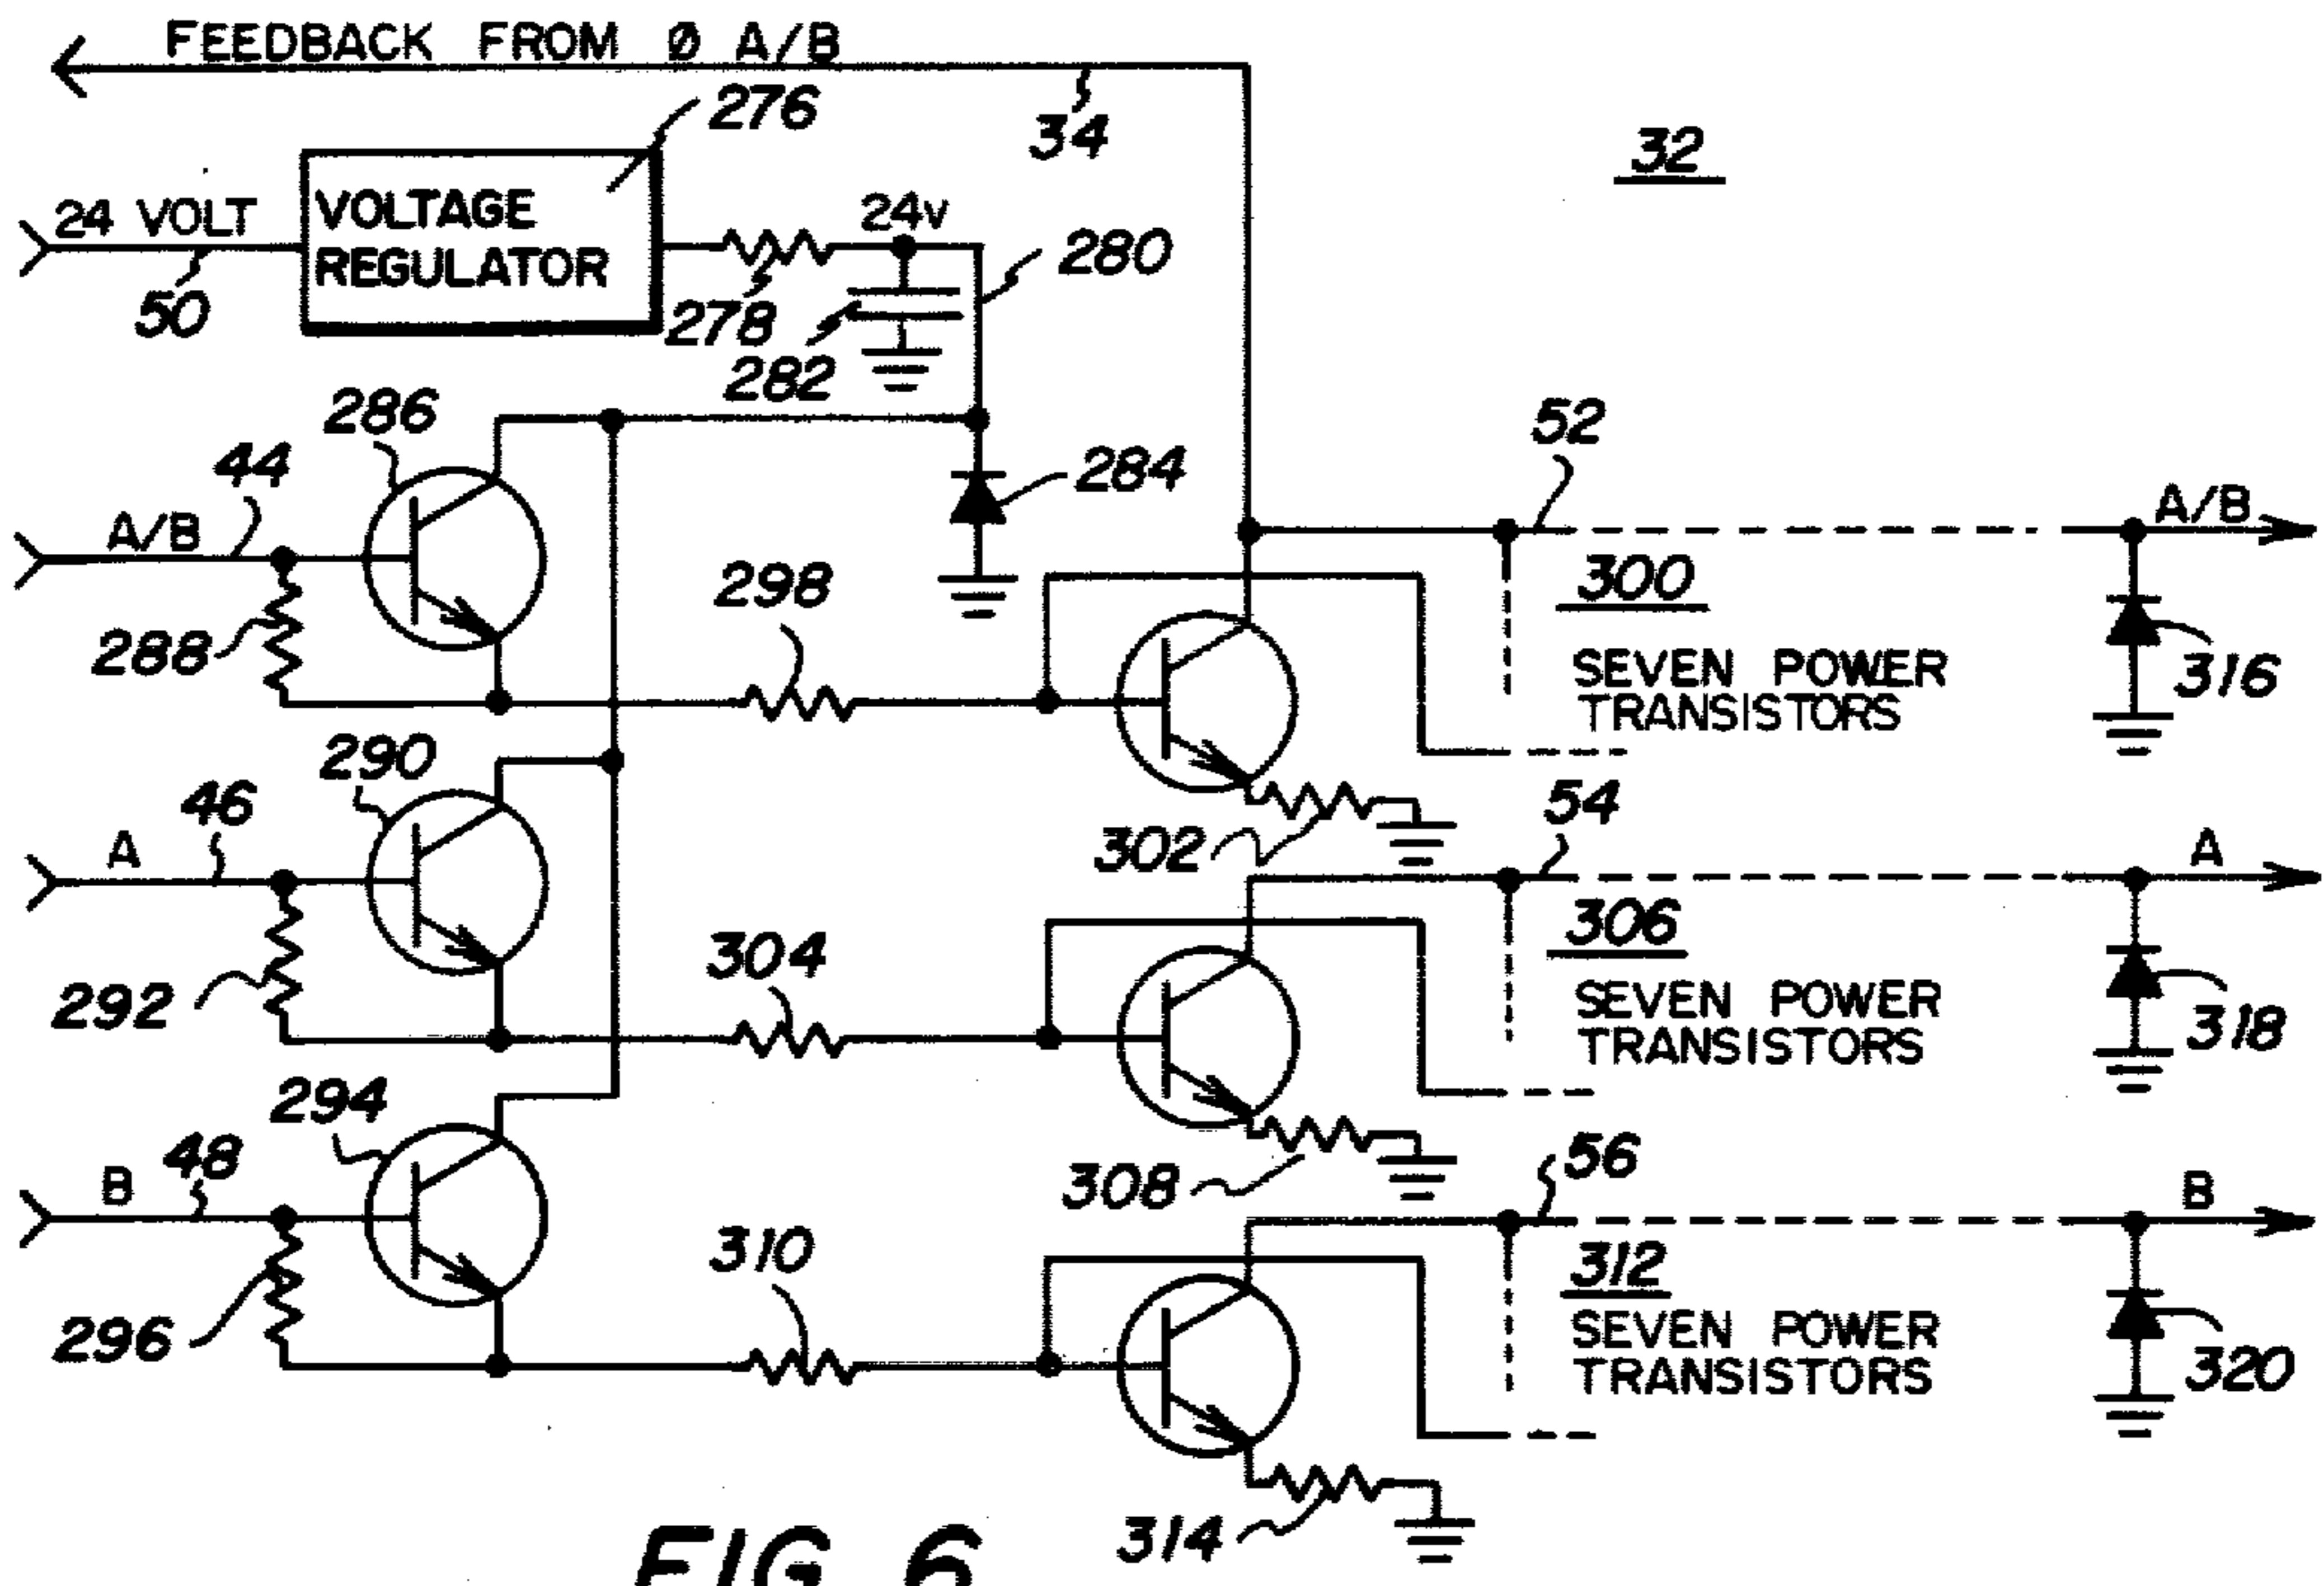 FEEDBACK FROM Ø A/B
276
34
32
24 VOLT
VOLTAGE
REGULATOR
24v
280
50
278
282
286
52
44
284
A/B
A/B
298
300
288
SEVEN POWER
TRANSISTORS
316
290
46
54
A
302
A
306
304
292
SEVEN POWER
TRANSISTORS
318
294
48
56
B
308
B
310
312
296
SEVEN POWER
TRANSISTORS
320
314
FIG 6